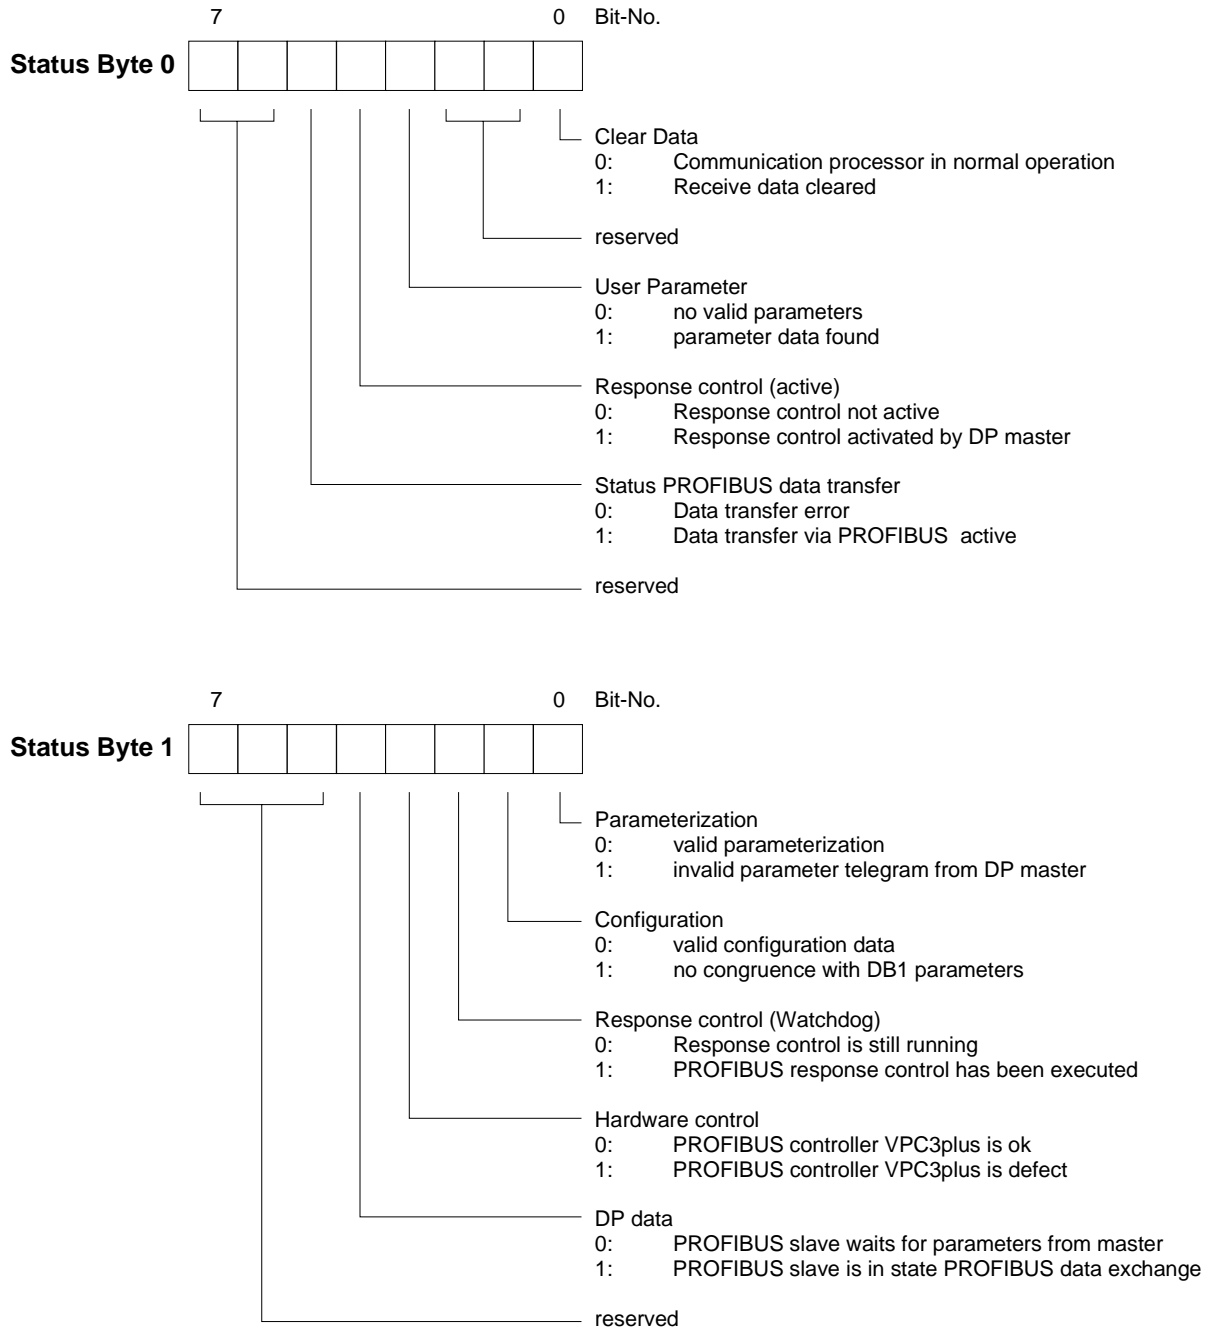 7 0 Bit-No.
Status Byte 0
Clear Data
0: Communication processor in normal operation
1: Receive data cleared
reserved
User Parameter
0: no valid parameters
1: parameter data found
Response control (active)
0: Response control not active
1: Response control activated by DP master
Status PROFIBUS data transfer
0: Data transfer error
1: Data transfer via PROFIBUS active
reserved
7 0 Bit-No.
Status Byte 1
Parameterization
0: valid parameterization
1: invalid parameter telegram from DP master
Configuration
0: valid configuration data
1: no congruence with DB1 parameters
Response control (Watchdog)
0: Response control is still running
1: PROFIBUS response control has been executed
Hardware control
0: PROFIBUS controller VPC3plus is ok
1: PROFIBUS controller VPC3plus is defect
DP data
0: PROFIBUS slave waits for parameters from master
1: PROFIBUS slave is in state PROFIBUS data exchange
reserved